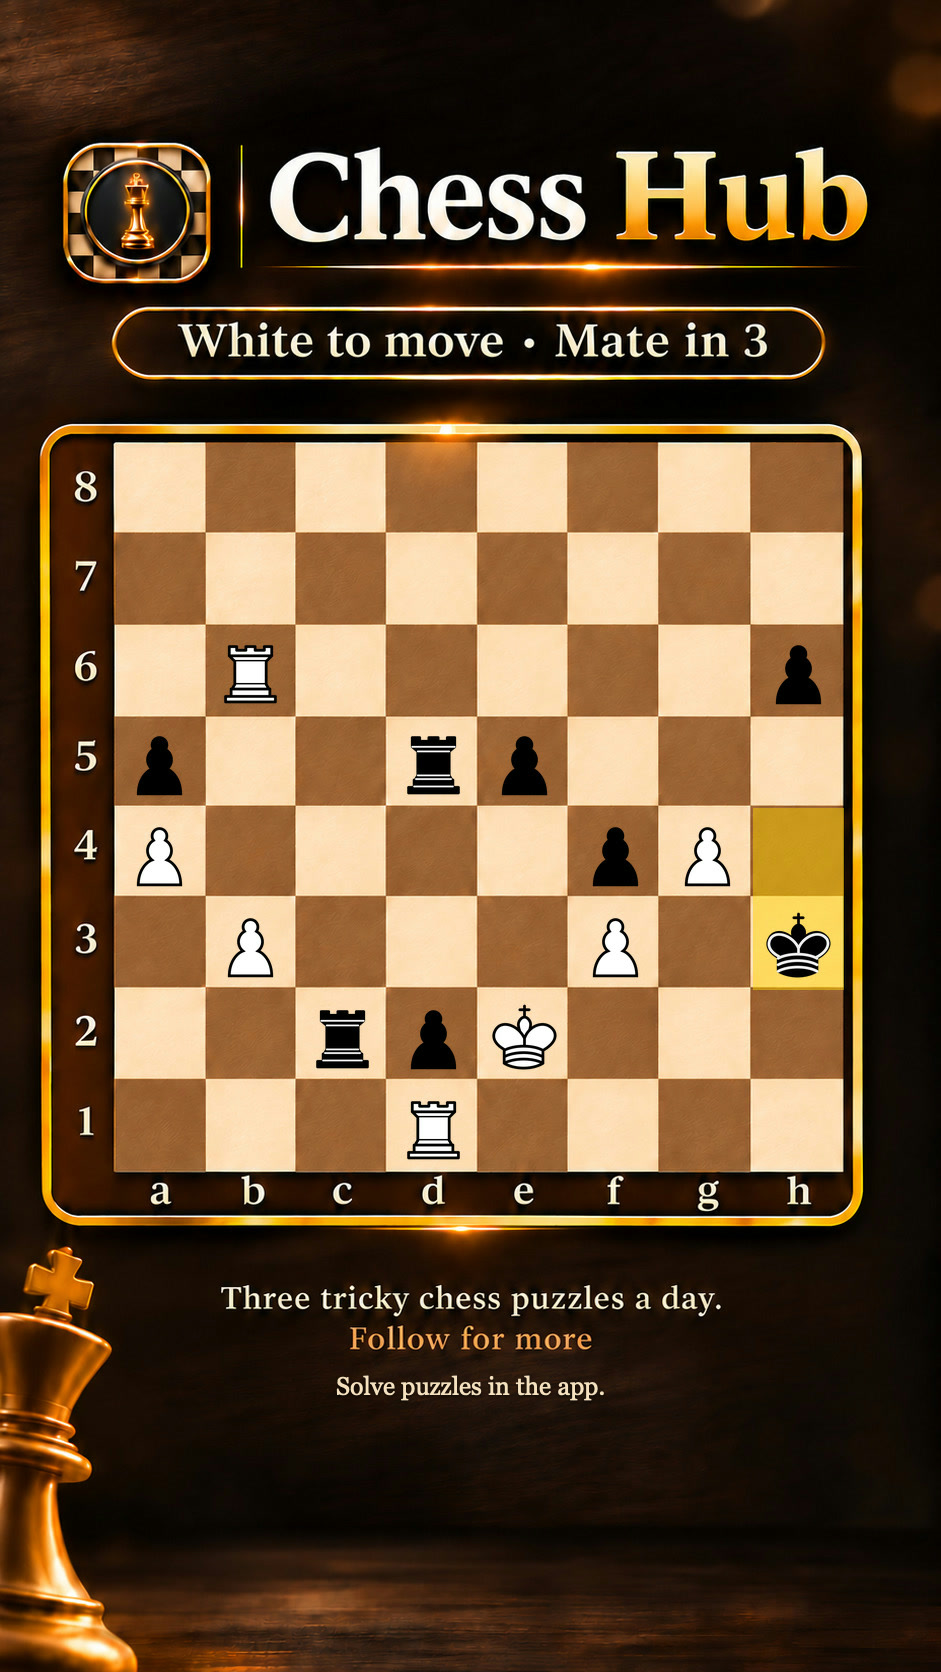 Chess Hub
White to move • Mate in 3
8
7
6
5
4
3
2
1
a b c d e f g h
Three tricky chess puzzles a day.
Follow for more
Solve puzzles in the app.